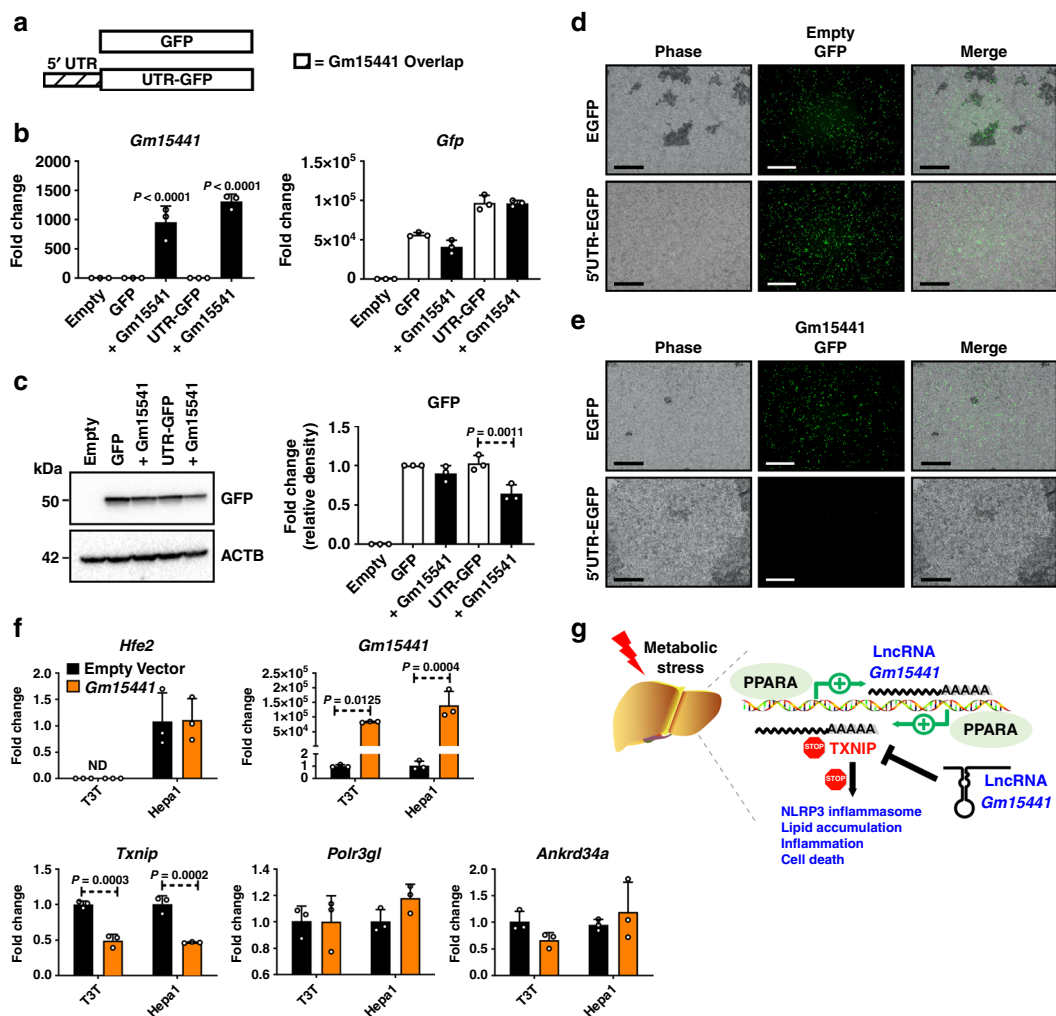 a
GFP
5′ UTR
UTR-GFP
= Gm15441 Overlap
b
Gm15441
Fold change
2000
1500
1000
500
0
P < 0.0001
P < 0.0001
Empty
GFP
+ Gm15541
UTR-GFP
+ Gm15541
Gfp
Fold change
1.5×10⁵
1×10⁵
5×10⁴
0
Empty
GFP
+ Gm15541
UTR-GFP
+ Gm15541
c
Empty
GFP
+ Gm15541
UTR-GFP
+ Gm15541
kDa
50
GFP
42
ACTB
GFP
Fold change
(relative density)
1.5
1.0
0.5
0.0
P = 0.0011
Empty
GFP
+ Gm15541
UTR-GFP
+ Gm15541
d
Empty
Phase
GFP
Merge
EGFP
5′UTR-EGFP
e
Gm15441
Phase
GFP
Merge
EGFP
5′UTR-EGFP
f
Hfe2
Fold change
2.0
1.5
1.0
0.5
0.0
Empty Vector
Gm15441
ND
T3T
Hepa1
Gm15441
Fold change
2.5×10⁵
2×10⁵
1.5×10⁵
1×10⁵
5×10⁴
2
1
0
P = 0.0125
P = 0.0004
T3T
Hepa1
Txnip
Fold change
1.5
1.0
0.5
0.0
P = 0.0003
P = 0.0002
T3T
Hepa1
Polr3gl
Fold change
1.4
1.2
1.0
0.8
0.6
T3T
Hepa1
Ankrd34a
Fold change
2.0
1.5
1.0
0.5
0.0
T3T
Hepa1
g
Metabolic
stress
LncRNA
Gm15441
PPARA
+
AAAAA
AAAAA
+
PPARA
STOP
TXNIP
STOP
LncRNA
Gm15441
NLRP3 inflammasome
Lipid accumulation
Inflammation
Cell death